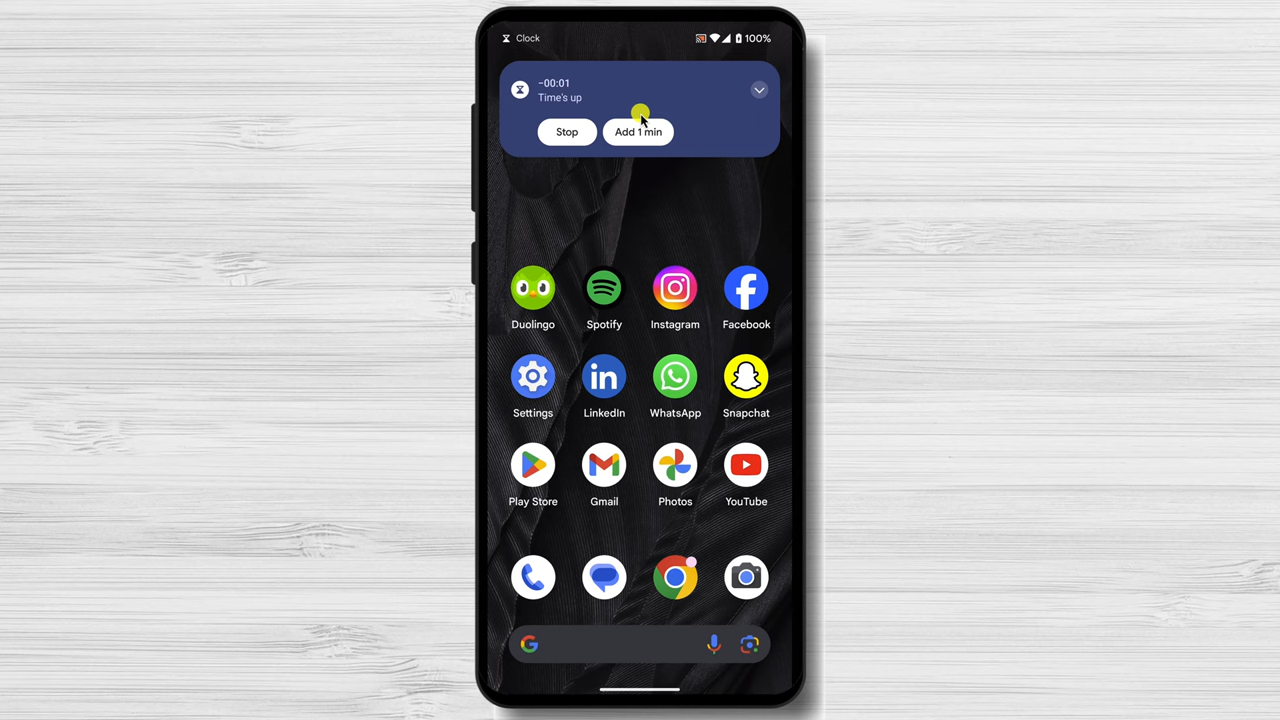 Clock 100%
−00:01
Time's up
Stop Add 1 min
Duolingo Spotify Instagram Facebook
Settings LinkedIn WhatsApp Snapchat
Play Store Gmail Photos YouTube